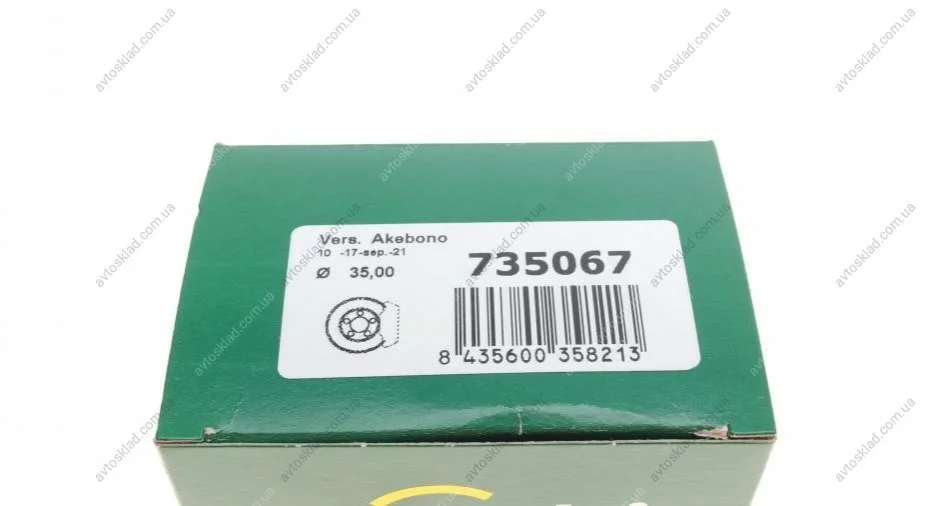 Vers. Akebono
10 -17-sep.-21
Ø 35,00
735067
8 435600 358213
avtosklad.com.ua